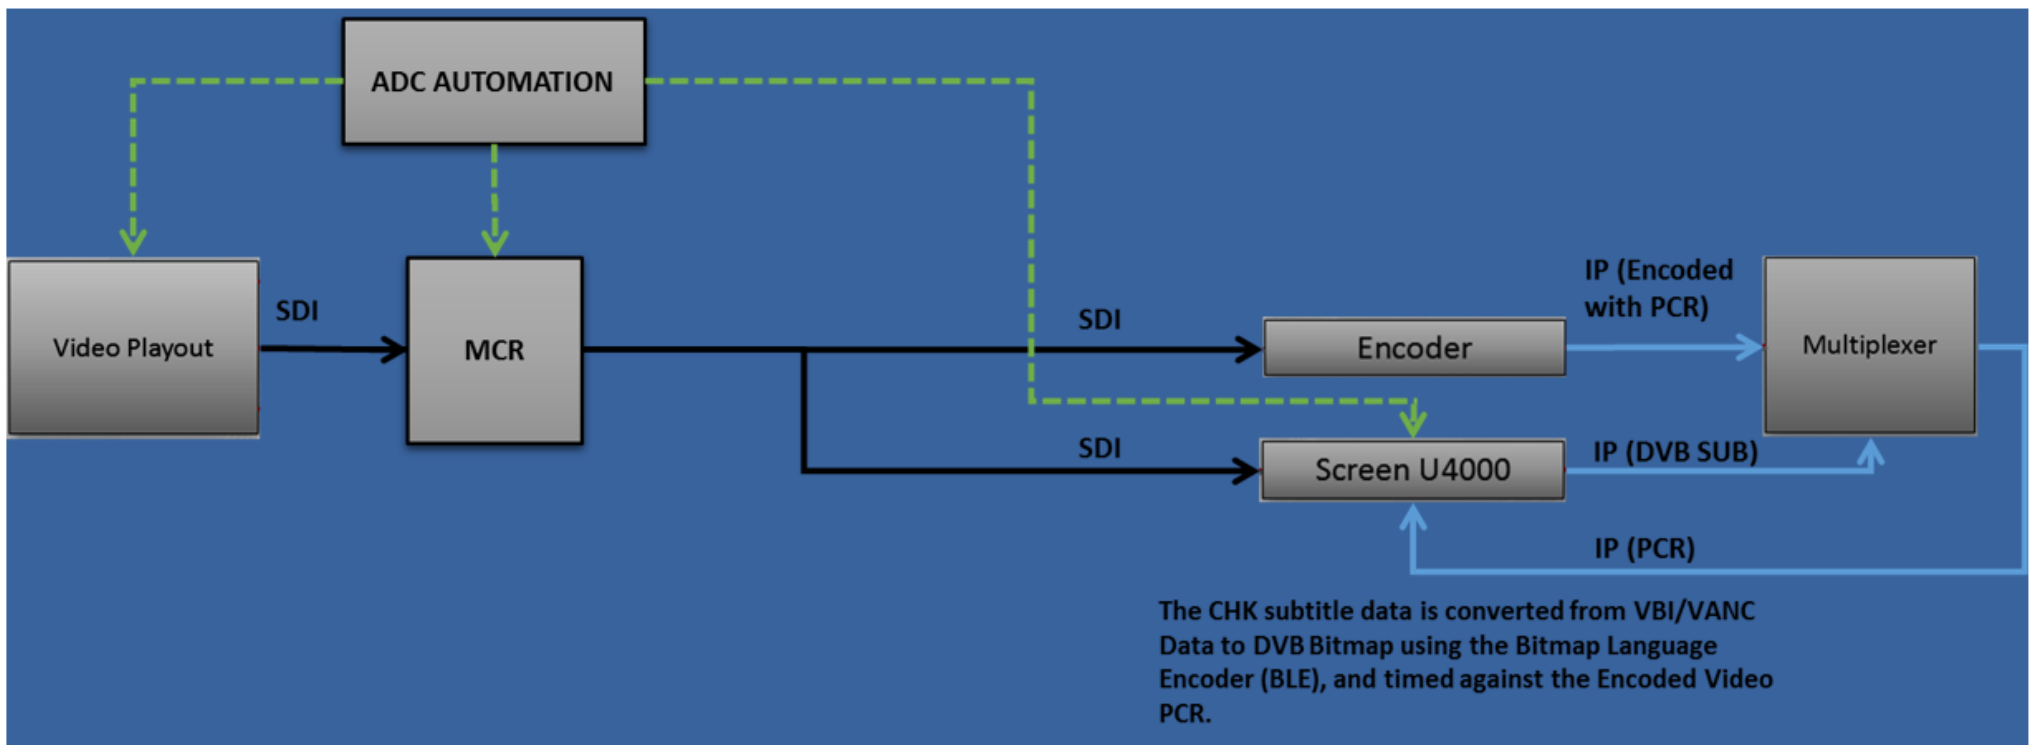 ADC AUTOMATION
Video Playout
SDI
MCR
SDI
SDI
Encoder
Screen U4000
IP (Encoded
with PCR)
Multiplexer
IP (DVB SUB)
IP (PCR)
The CHK subtitle data is converted from VBI/VANC
Data to DVB Bitmap using the Bitmap Language
Encoder (BLE), and timed against the Encoded Video
PCR.